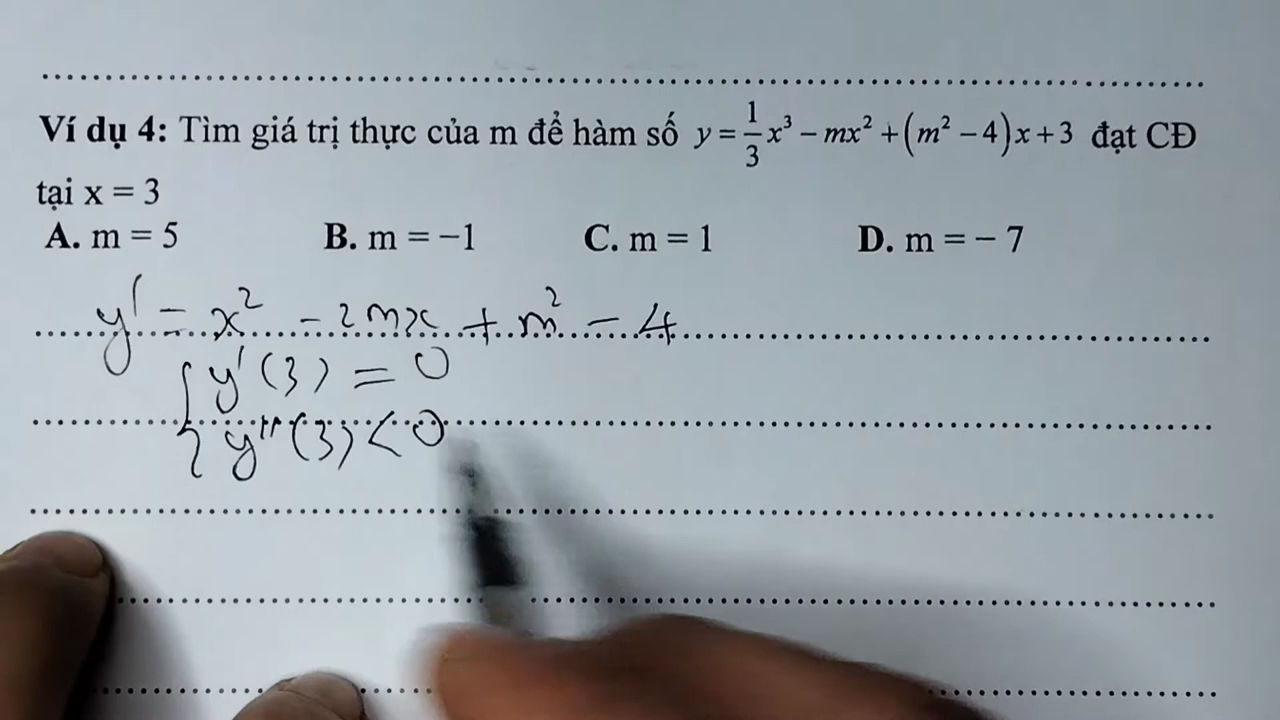 Ví dụ 4: Tìm giá trị thực của m để hàm số y = \frac{1}{3}x³ − mx² + (m² − 4)x + 3 đạt CĐ
tại x = 3
A. m = 5 B. m = −1 C. m = 1 D. m = − 7
y' = x² − 2mx + m² − 4
{ y'(3) = 0
y''(3) < 0